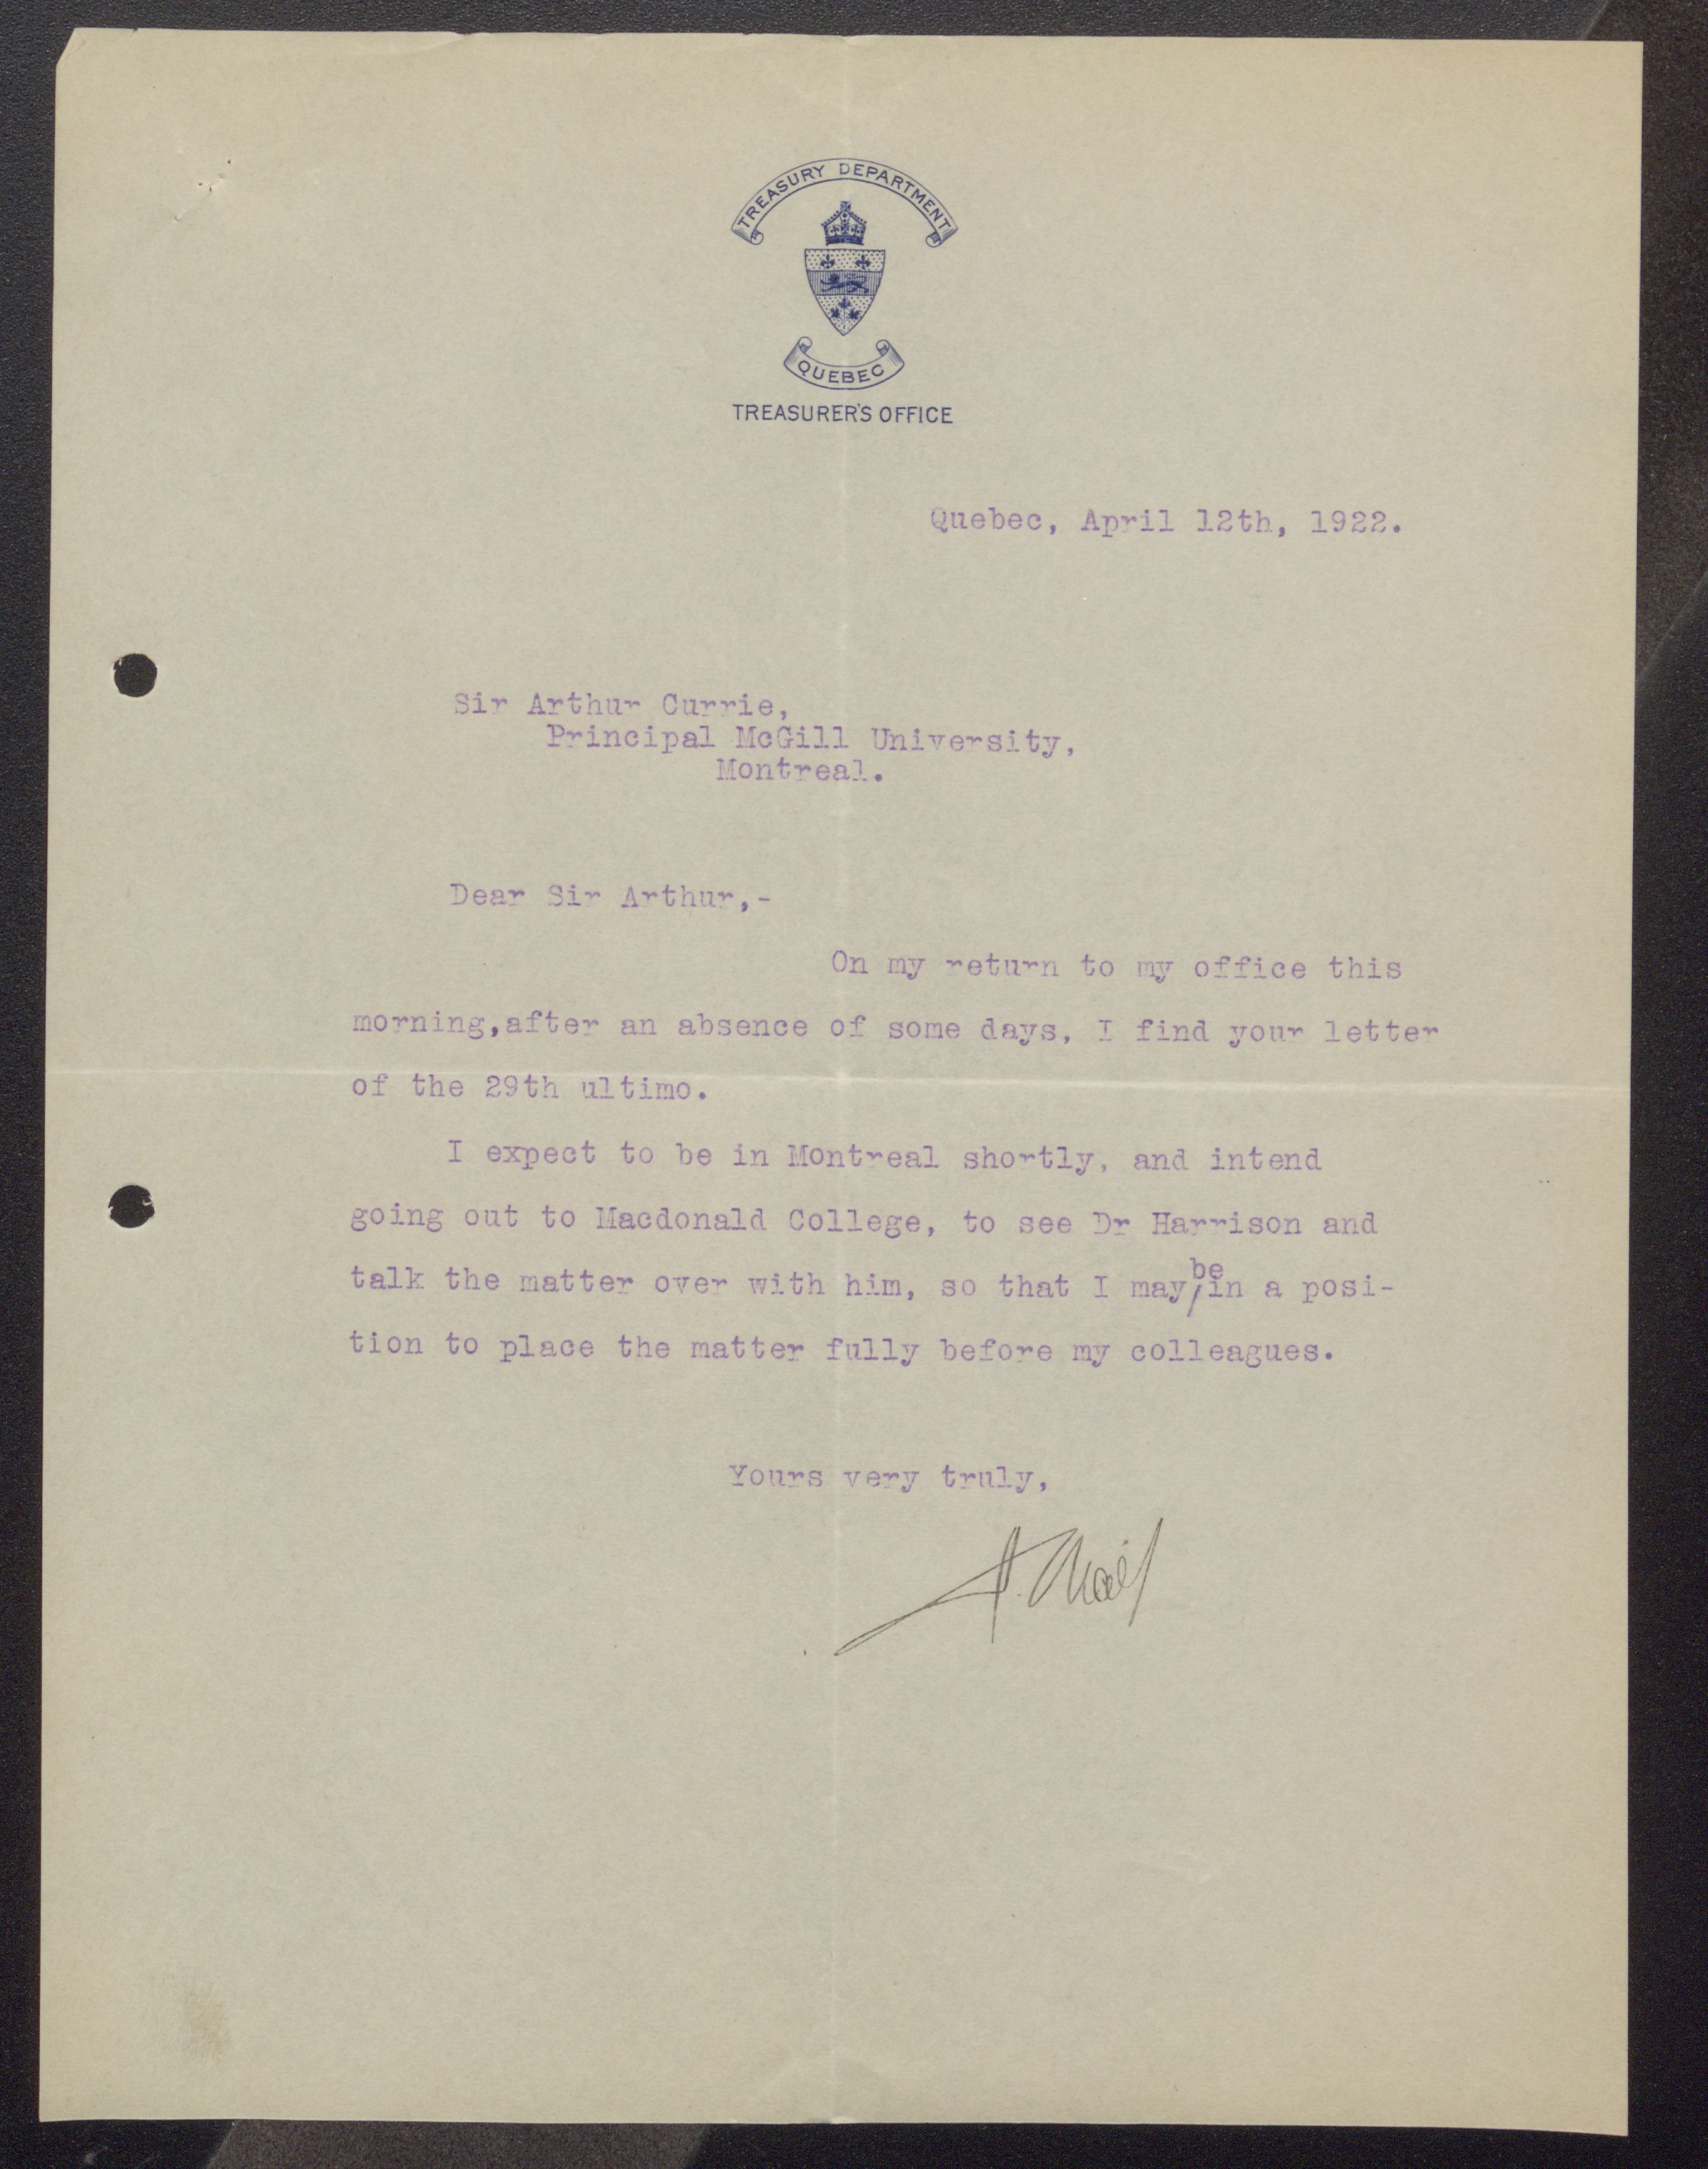 TREASURY DEPARTMENT
QUEBEC
TREASURER'S OFFICE
Quebec, April 12th, 1922.
Sir Arthur Currie,
Principal McGill University,
Montreal.
Dear Sir Arthur,-
On my return to my office this
morning,after an absence of some days, I find your letter
of the 29th ultimo.
I expect to be in Montreal shortly, and intend
going out to Macdonald College, to see Dr Harrison and
talk the matter over with him, so that I may be in a posi-
tion to place the matter fully before my colleagues.
Yours very truly,